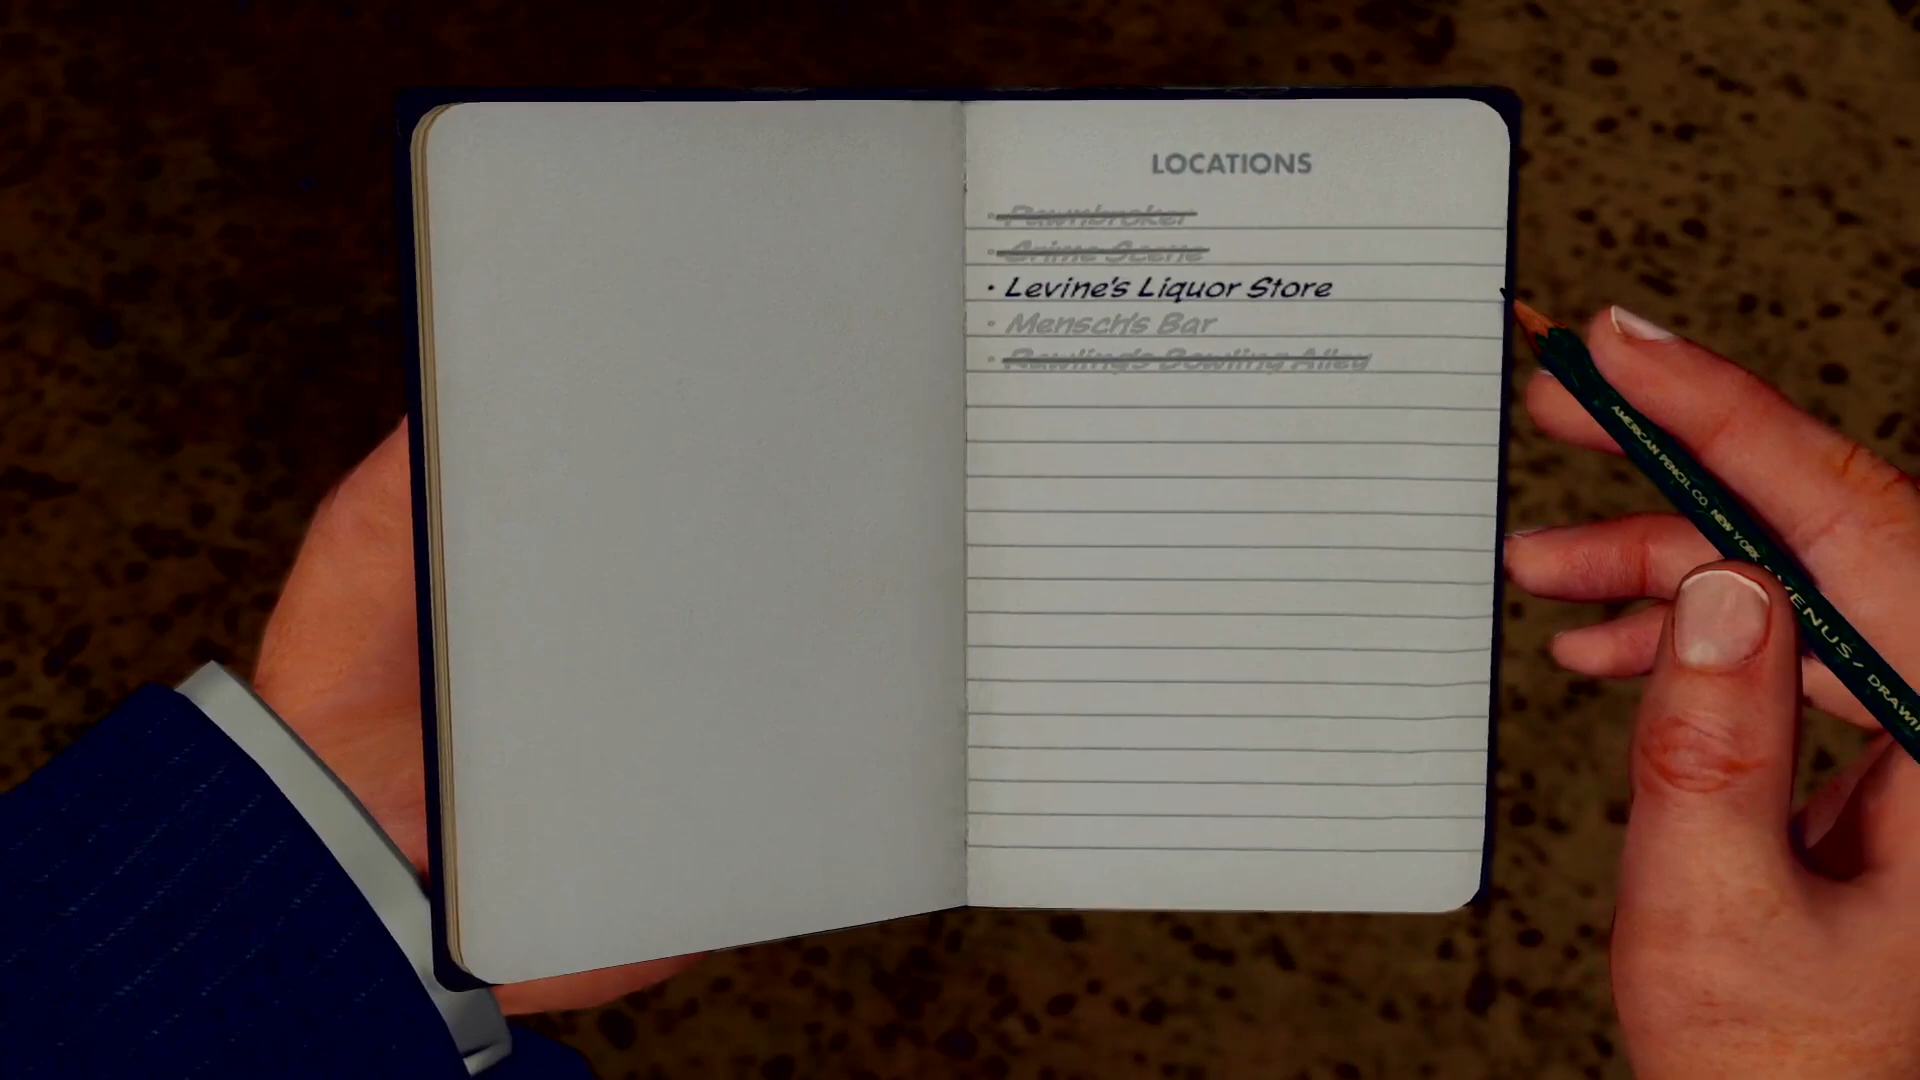 LOCATIONS
· Pawnbroker
· Crime Scene
· Levine's Liquor Store
· Mensch's Bar
· Rawling's Bowling Alley
AMERICAN PENCIL CO. NEW YORK
VENUS